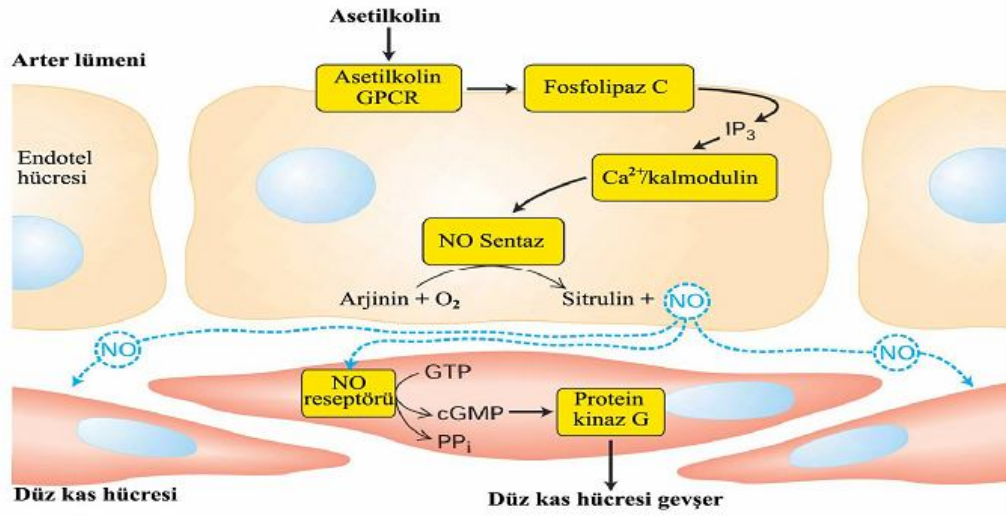 Asetilkolin
Arter lümeni
Asetilkolin
GPCR
Fosfolipaz C
IP₃
Endotel
hücresi
Ca²⁺/kalmodulin
NO Sentaz
Arjinin + O₂
Sitrulin +
NO
NO
NO
NO
reseptörü
GTP
cGMP
PPᵢ
Protein
kinaz G
Düz kas hücresi
Düz kas hücresi gevşer